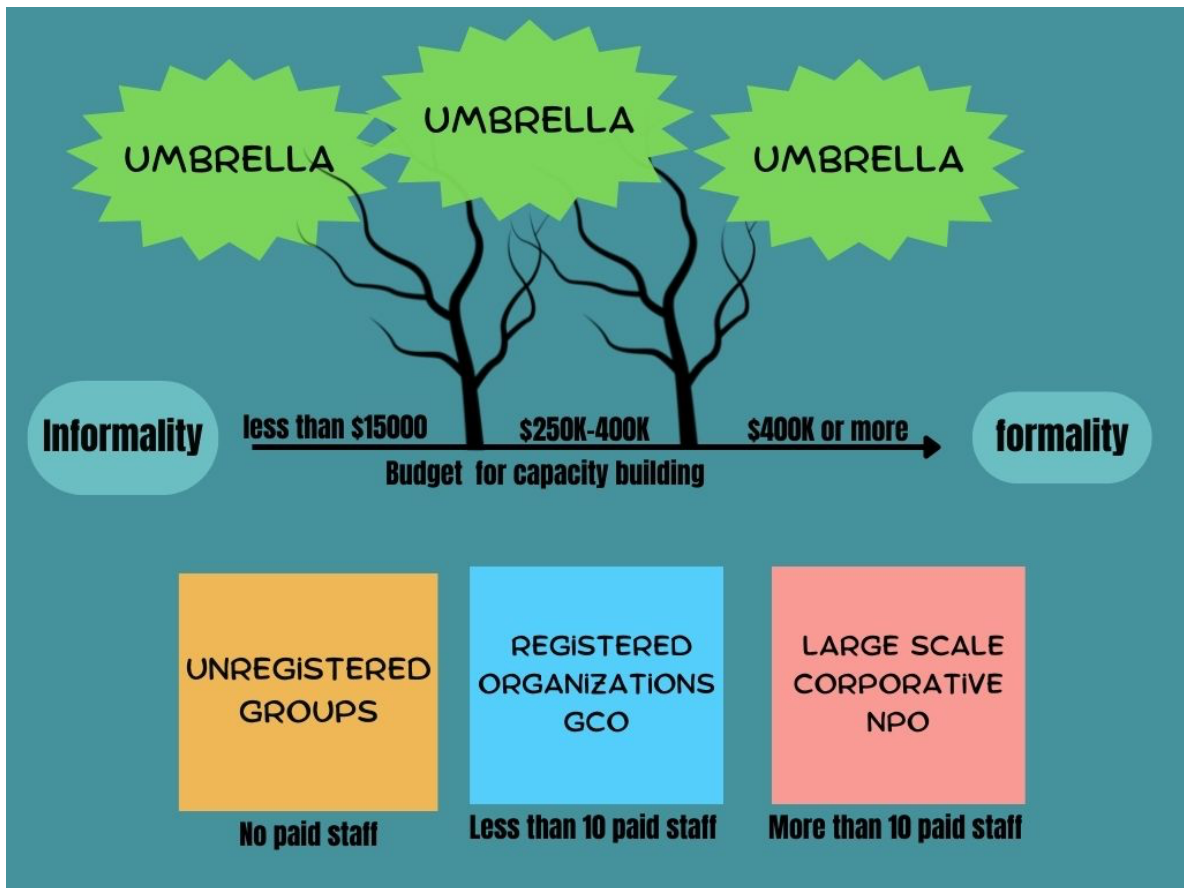 UMBRELLA
UMBRELLA
UMBRELLA
Informality
less than $15000
$250K-400K
$400K or more
formality
Budget for capacity building
UNREGISTERED
GROUPS
REGISTERED
ORGANIZATIONS
GCO
LARGE SCALE
CORPORATIVE
NPO
No paid staff
Less than 10 paid staff
More than 10 paid staff